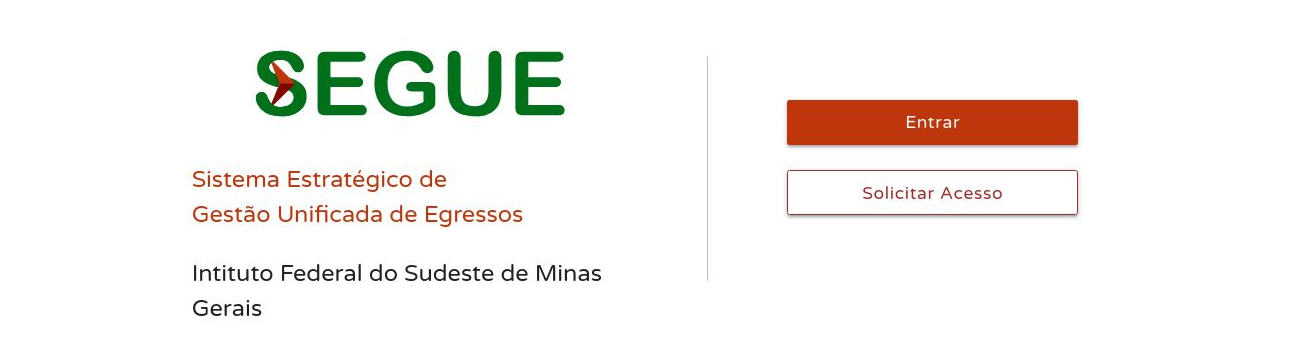 SEGUE
Sistema Estratégico de
Gestão Unificada de Egressos
Intituto Federal do Sudeste de Minas
Gerais
Entrar
Solicitar Acesso